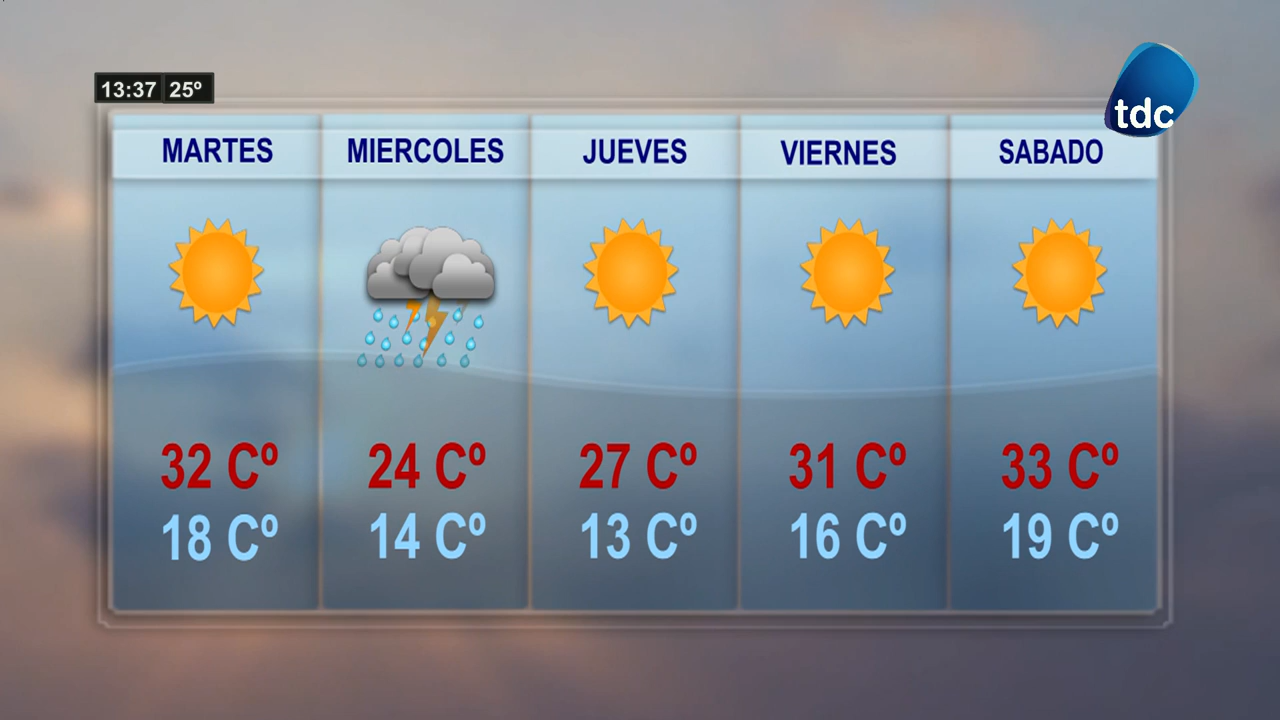 13:37 25º
tdc
MARTES MIERCOLES JUEVES VIERNES SABADO
32 Cº 24 Cº 27 Cº 31 Cº 33 Cº
18 Cº 14 Cº 13 Cº 16 Cº 19 Cº